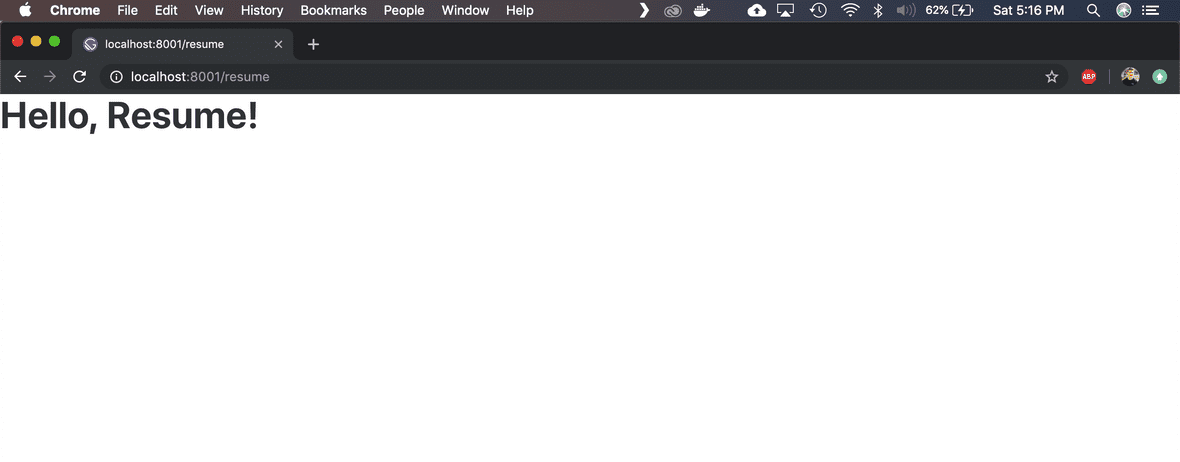 Chrome File Edit View History Bookmarks People Window Help 62% Sat 5:16 PM
localhost:8001/resume
localhost:8001/resume
ABP
Hello, Resume!